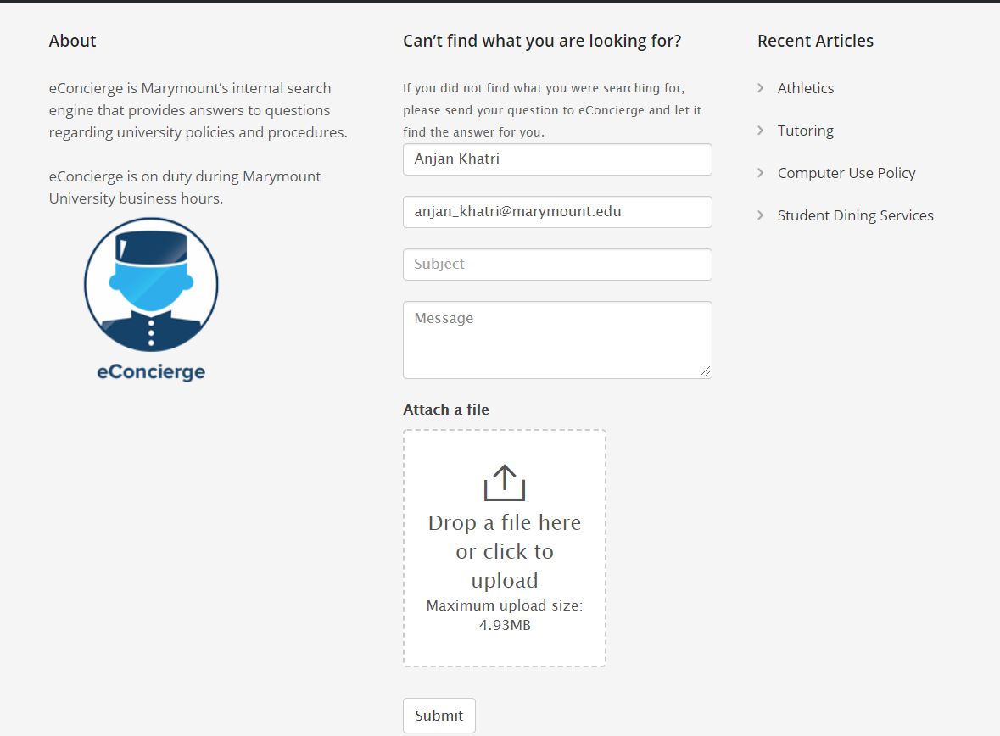 About
eConcierge is Marymount’s internal search
engine that provides answers to questions
regarding university policies and procedures.
eConcierge is on duty during Marymount
University business hours.
eConcierge
Can’t find what you are looking for?
If you did not find what you were searching for,
please send your question to eConcierge and let it
find the answer for you.
Anjan Khatri
anjan_khatri@marymount.edu
Subject
Message
Attach a file
Drop a file here
or click to
upload
Maximum upload size:
4.93MB
Submit
Recent Articles
Athletics
Tutoring
Computer Use Policy
Student Dining Services